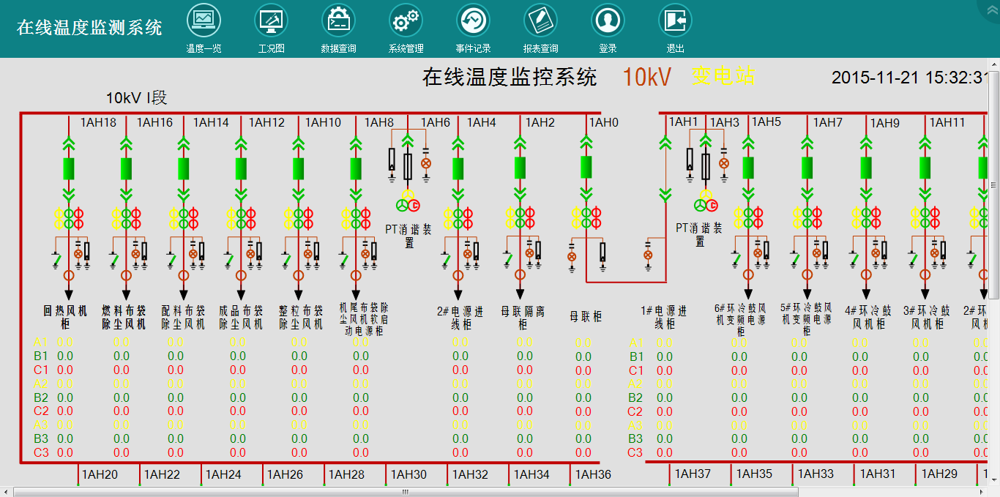 在线温度监测系统
温度一览 工况图 数据查询 系统管理 事件记录 报表查询 登录 退出
在线温度监控系统 10kV 变电站 2015-11-21 15:32:31
10kV I段
1AH18 1AH16 1AH14 1AH12 1AH10 1AH8 1AH6 1AH4 1AH2 1AH0 1AH1 1AH3 1AH5 1AH7 1AH9 1AH11
PT消谐装置
PT消谐装置
回热风机柜
燃料布袋除尘风机
配料布袋除尘风机
成品布袋除尘风机
整粒布袋除尘风机
机尾布袋除尘风机软启动电源柜
2#电源进线柜
母联隔离柜
母联柜
1#电源进线柜
6#环冷鼓风机变频电源柜
5#环冷鼓风机变频电源柜
4#环冷鼓风机柜
3#环冷鼓风机柜
2#环
风机
A1 0.0 0.0 0.0 0.0 0.0 0.0 0.0 0.0 0.0 A1 0.0 0.0 0.0 0.0 0.0 0.0
B1 0.0 0.0 0.0 0.0 0.0 0.0 0.0 0.0 0.0 B1 0.0 0.0 0.0 0.0 0.0 0.0
C1 0.0 0.0 0.0 0.0 0.0 0.0 0.0 0.0 0.0 C1 0.0 0.0 0.0 0.0 0.0 0.0
A2 0.0 0.0 0.0 0.0 0.0 0.0 0.0 0.0 0.0 A2 0.0 0.0 0.0 0.0 0.0 0.0
B2 0.0 0.0 0.0 0.0 0.0 0.0 0.0 0.0 0.0 B2 0.0 0.0 0.0 0.0 0.0 0.0
C2 0.0 0.0 0.0 0.0 0.0 0.0 0.0 0.0 0.0 C2 0.0 0.0 0.0 0.0 0.0 0.0
A3 0.0 0.0 0.0 0.0 0.0 0.0 0.0 0.0 0.0 A3 0.0 0.0 0.0 0.0 0.0 0.0
B3 0.0 0.0 0.0 0.0 0.0 0.0 0.0 0.0 0.0 B3 0.0 0.0 0.0 0.0 0.0 0.0
C3 0.0 0.0 0.0 0.0 0.0 0.0 0.0 0.0 0.0 C3 0.0 0.0 0.0 0.0 0.0 0.0
1AH20 1AH22 1AH24 1AH26 1AH28 1AH30 1AH32 1AH34 1AH36 1AH37 1AH35 1AH33 1AH31 1AH29